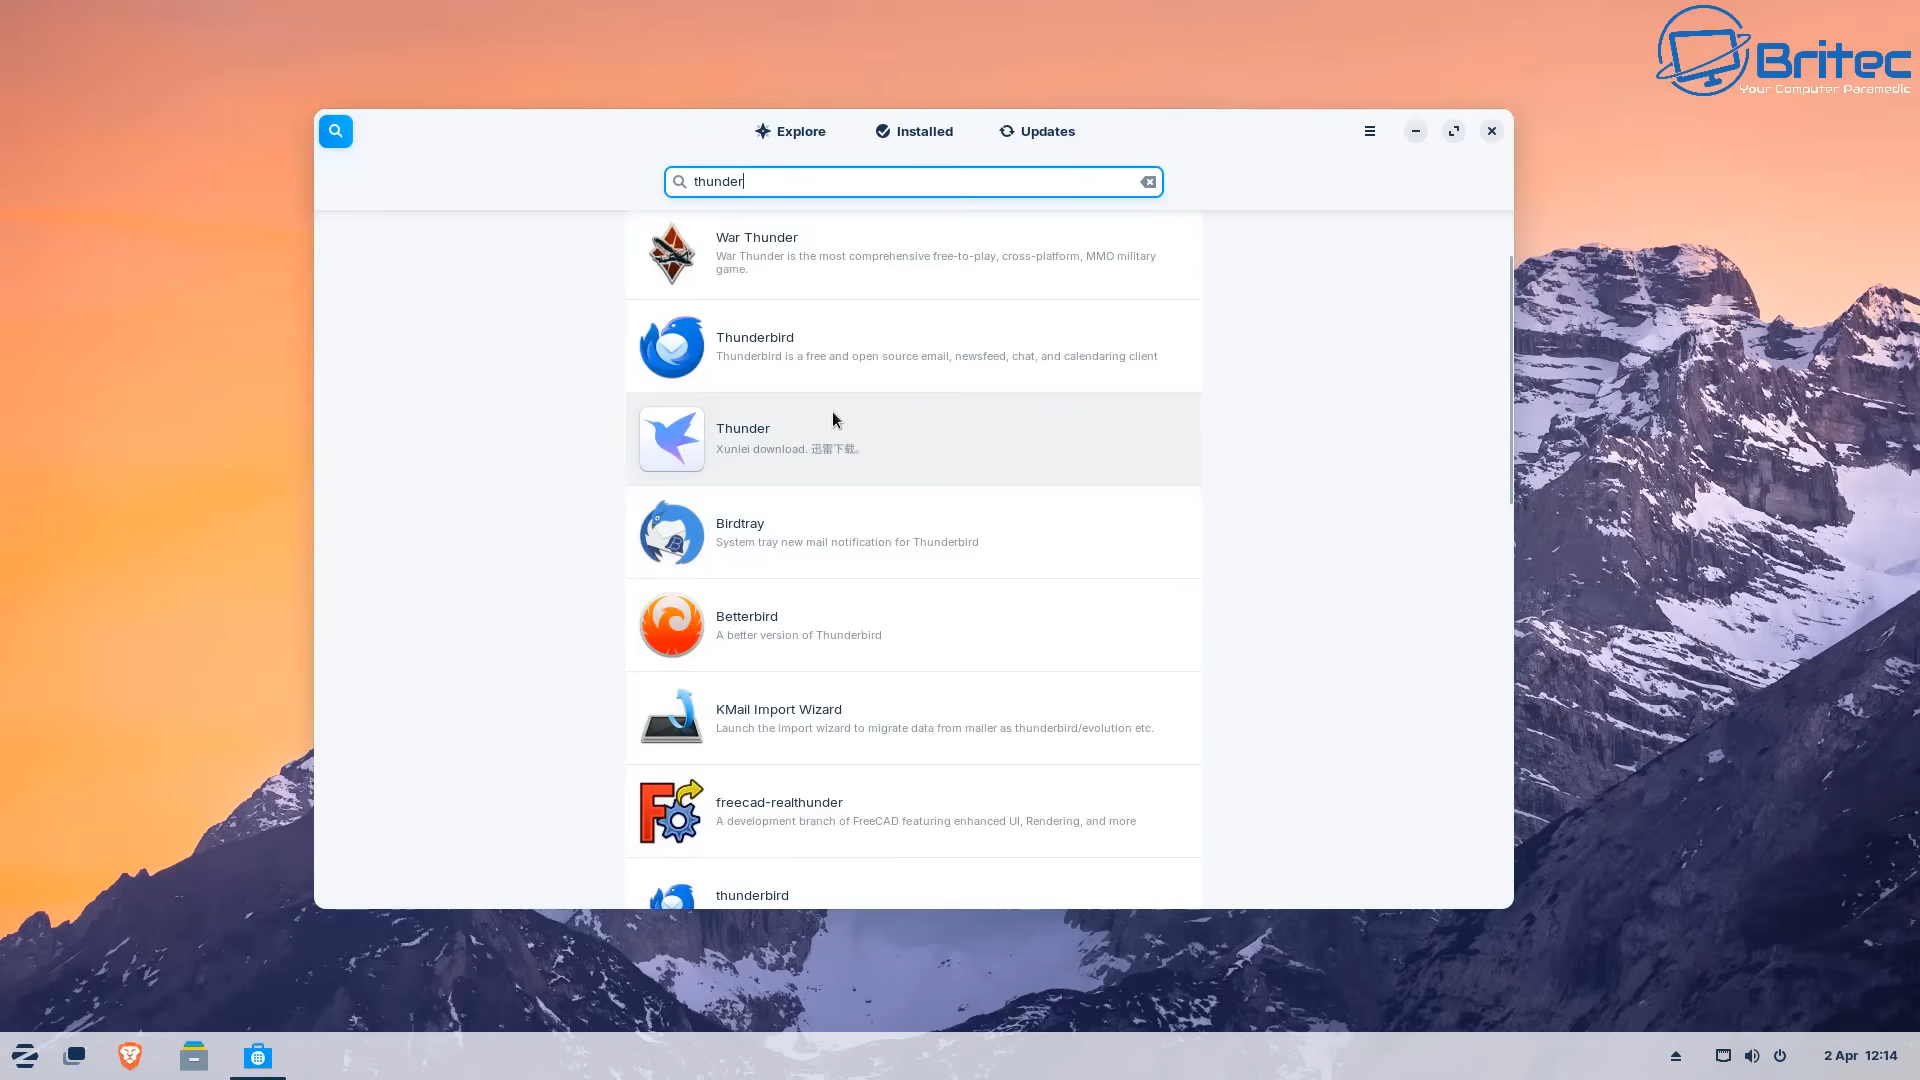 Britec
Your Computer Paramedic
Explore
Installed
Updates
thunder
War Thunder
War Thunder is the most comprehensive free-to-play, cross-platform, MMO military
game.
Thunderbird
Thunderbird is a free and open source email, newsfeed, chat, and calendaring client
Thunder
Xunlei download. 迅雷下载。
Birdtray
System tray new mail notification for Thunderbird
Betterbird
A better version of Thunderbird
KMail Import Wizard
Launch the import wizard to migrate data from mailer as thunderbird/evolution etc.
freecad-realthunder
A development branch of FreeCAD featuring enhanced UI, Rendering, and more
thunderbird
2 Apr 12:14